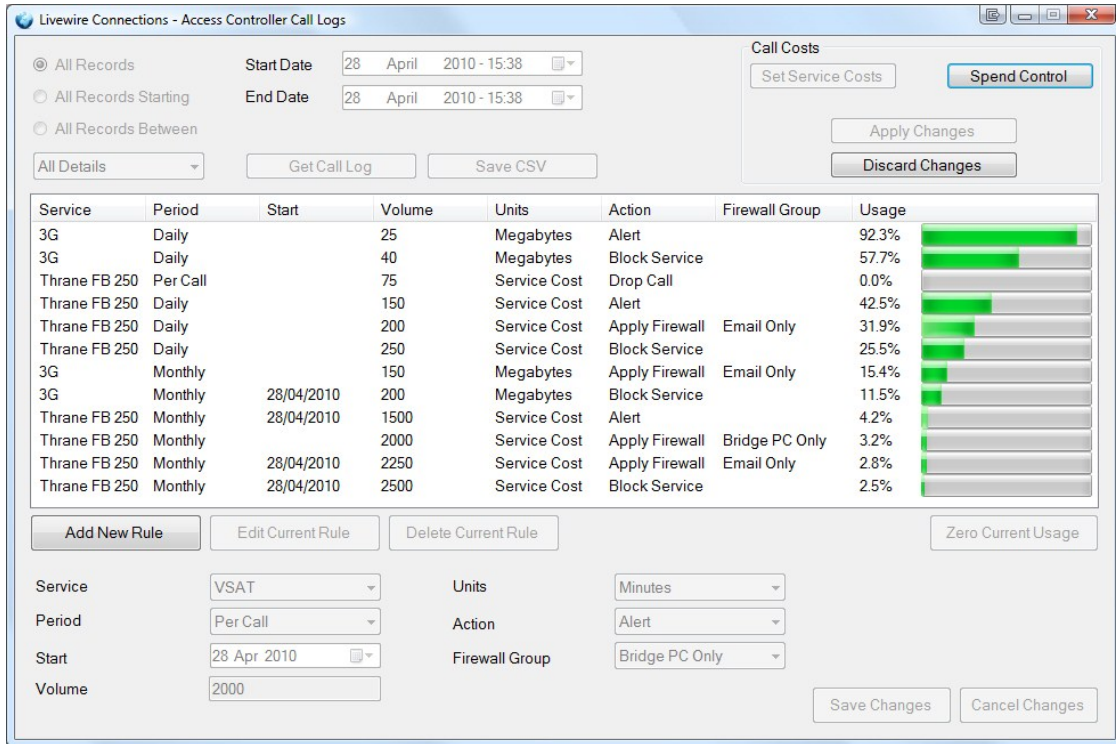 Livewire Connections - Access Controller Call Logs
All Records Start Date 28 April 2010 - 15:38 Call Costs
Set Service Costs Spend Control
All Records Starting End Date 28 April 2010 - 15:38
All Records Between Apply Changes
All Details Get Call Log Save CSV Discard Changes
Service Period Start Volume Units Action Firewall Group Usage
3G Daily 25 Megabytes Alert 92.3%
3G Daily 40 Megabytes Block Service 57.7%
Thrane FB 250 Per Call 75 Service Cost Drop Call 0.0%
Thrane FB 250 Daily 150 Service Cost Alert 42.5%
Thrane FB 250 Daily 200 Service Cost Apply Firewall Email Only 31.9%
Thrane FB 250 Daily 250 Service Cost Block Service 25.5%
3G Monthly 150 Megabytes Apply Firewall Email Only 15.4%
3G Monthly 28/04/2010 200 Megabytes Block Service 11.5%
Thrane FB 250 Monthly 28/04/2010 1500 Service Cost Alert 4.2%
Thrane FB 250 Monthly 2000 Service Cost Apply Firewall Bridge PC Only 3.2%
Thrane FB 250 Monthly 28/04/2010 2250 Service Cost Apply Firewall Email Only 2.8%
Thrane FB 250 Monthly 28/04/2010 2500 Service Cost Block Service 2.5%
Add New Rule Edit Current Rule Delete Current Rule Zero Current Usage
Service VSAT Units Minutes
Period Per Call Action Alert
Start 28 Apr 2010 Firewall Group Bridge PC Only
Volume 2000
Save Changes Cancel Changes